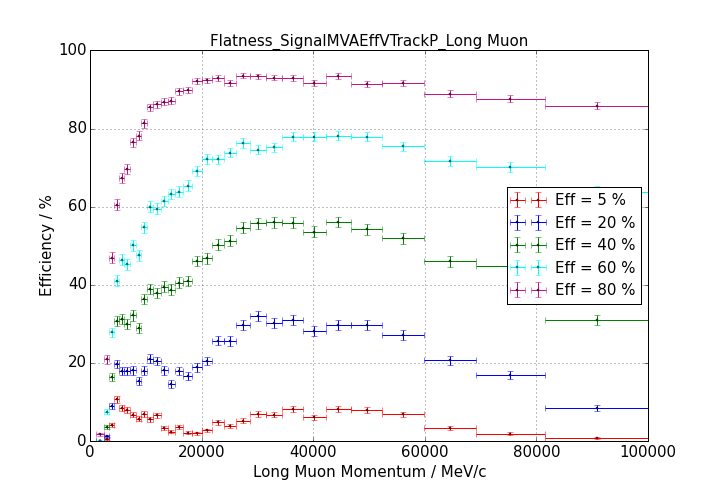 Flatness_SignalMVAEffVTrackP_Long Muon
100
80
60
40
20
0
Efficiency / %
Eff = 5 %
Eff = 20 %
Eff = 40 %
Eff = 60 %
Eff = 80 %
0 20000 40000 60000 80000 100000
Long Muon Momentum / MeV/c